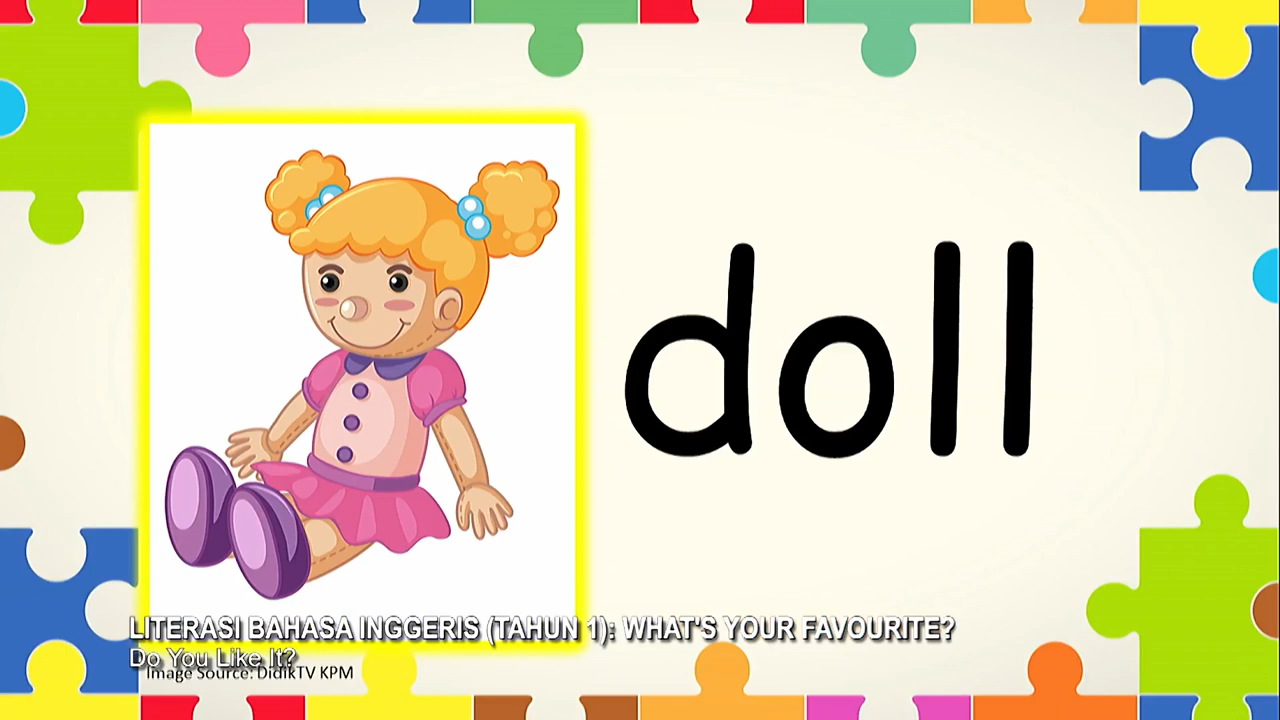 doll
LITERASI BAHASA INGGERIS (TAHUN 1): WHAT'S YOUR FAVOURITE?
Do You Like It?
Image Source: DidikTV KPM